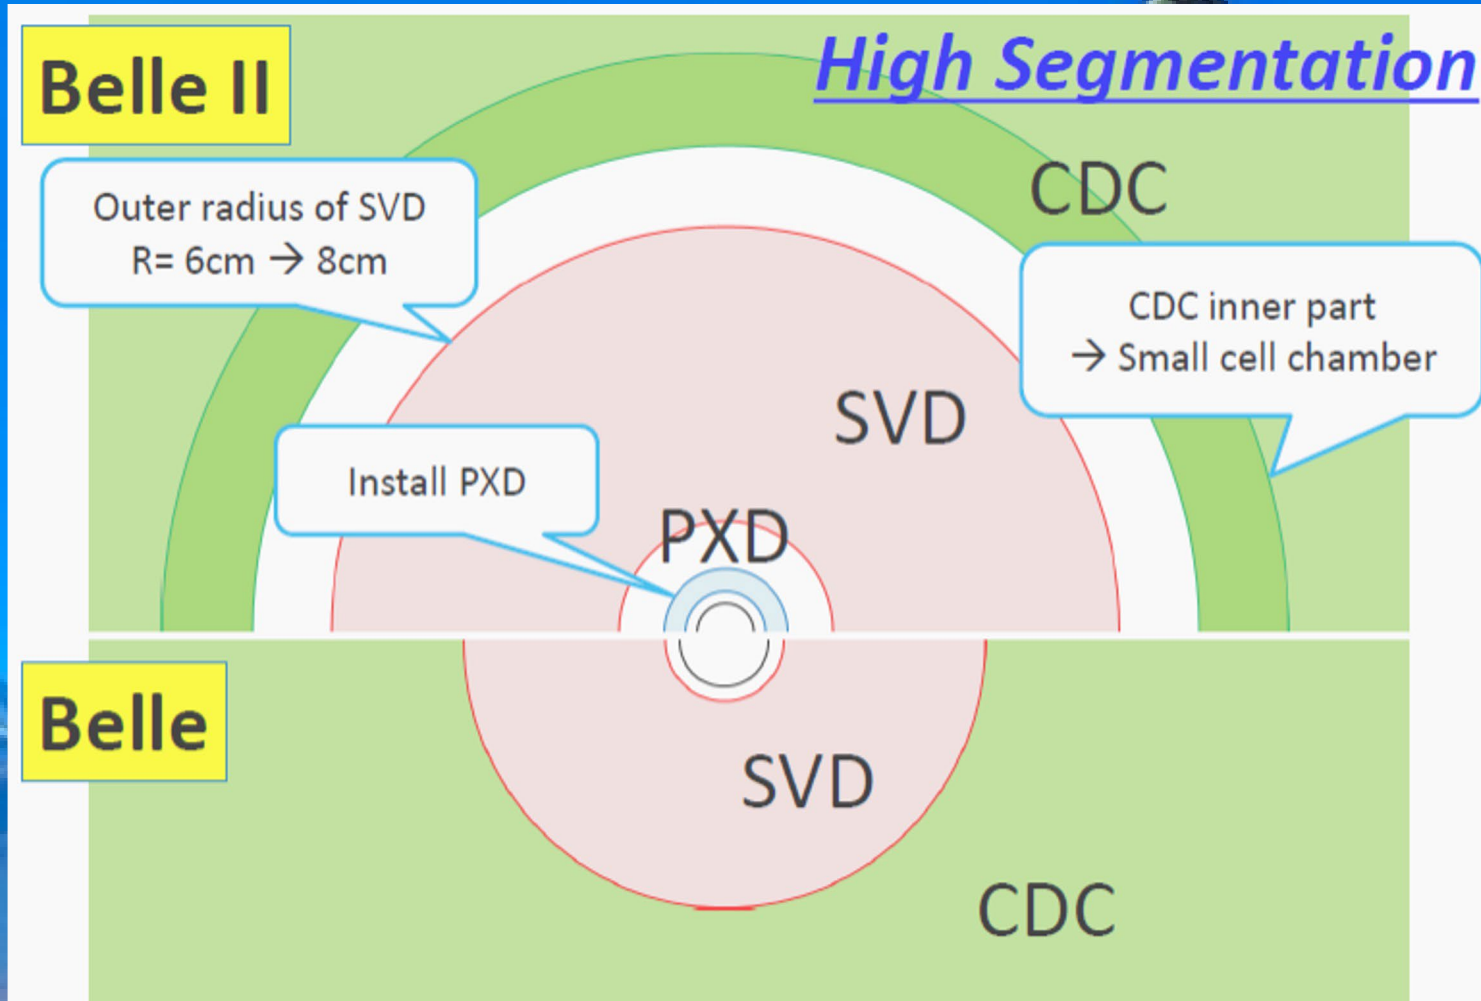 Belle II
High Segmentation
CDC
Outer radius of SVD
R= 6cm → 8cm
CDC inner part
→ Small cell chamber
SVD
Install PXD
PXD
Belle
SVD
CDC